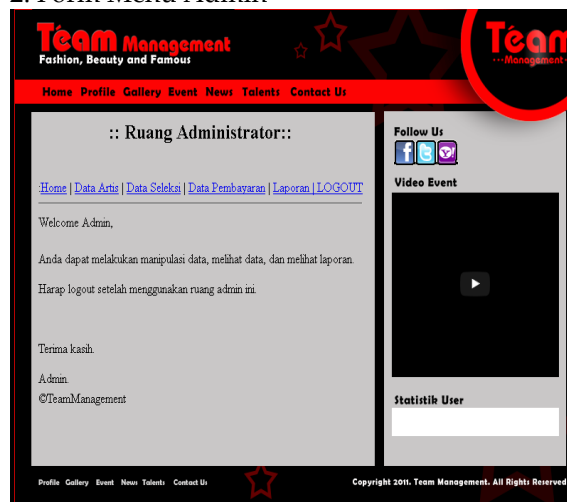 2. Form Menu Admin
Team Management
Fashion, Beauty and Famous
Team
...Management...
Home Profile Gallery Event News Talents Contact Us
:: Ruang Administrator::
:Home | Data Artis | Data Seleksi | Data Pembayaran | Laporan | LOGOUT
Welcome Admin,
Anda dapat melakukan manipulasi data, melihat data, dan melihat laporan.
Harap logout setelah menggunakan ruang admin ini.
Terima kasih.
Admin.
©TeamManagement
Follow Us
Video Event
Statistik User
Profile Gallery Event News Talents Contact Us
Copyright 2011. Team Management. All Rights Reserved